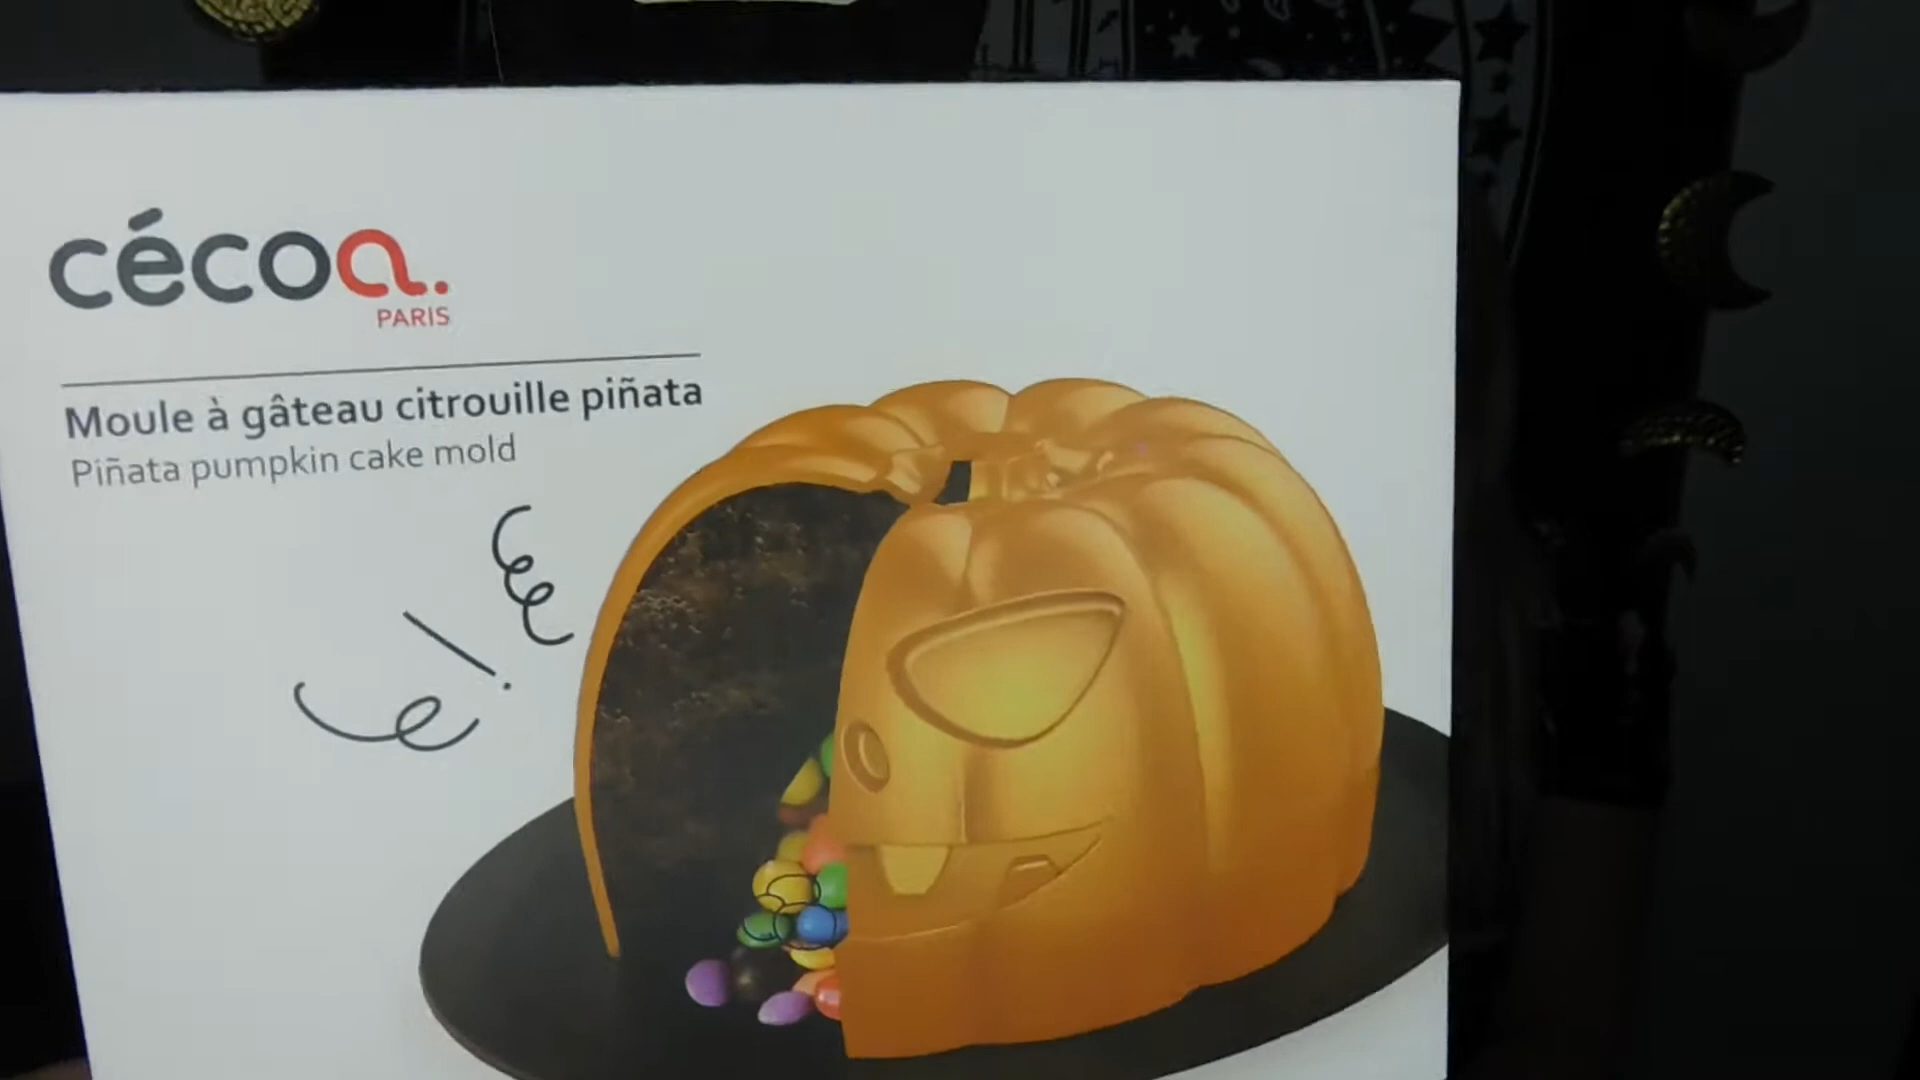 cécoa.
PARIS
Moule à gâteau citrouille piñata
Piñata pumpkin cake mold